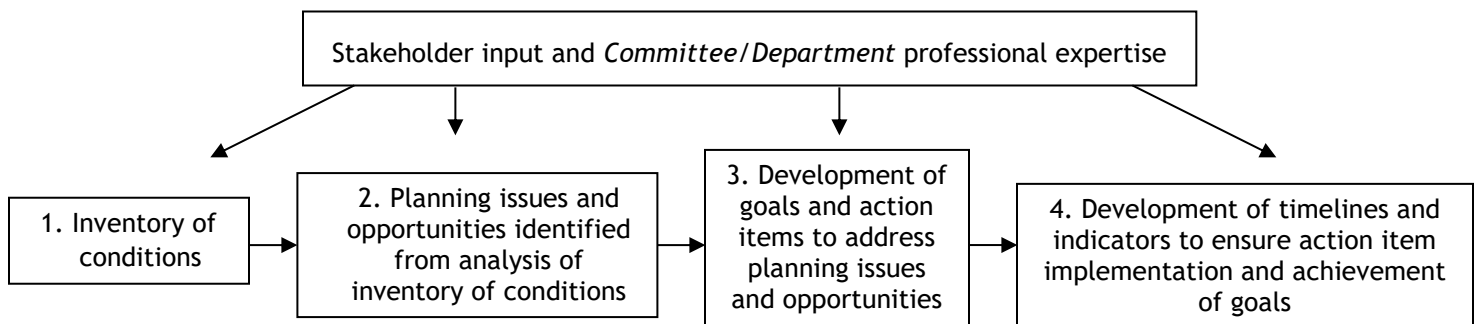 Stakeholder input and Committee/Department professional expertise
1. Inventory of
conditions
2. Planning issues and
opportunities identified
from analysis of
inventory of conditions
3. Development of
goals and action
items to address
planning issues
and opportunities
4. Development of timelines and
indicators to ensure action item
implementation and achievement
of goals